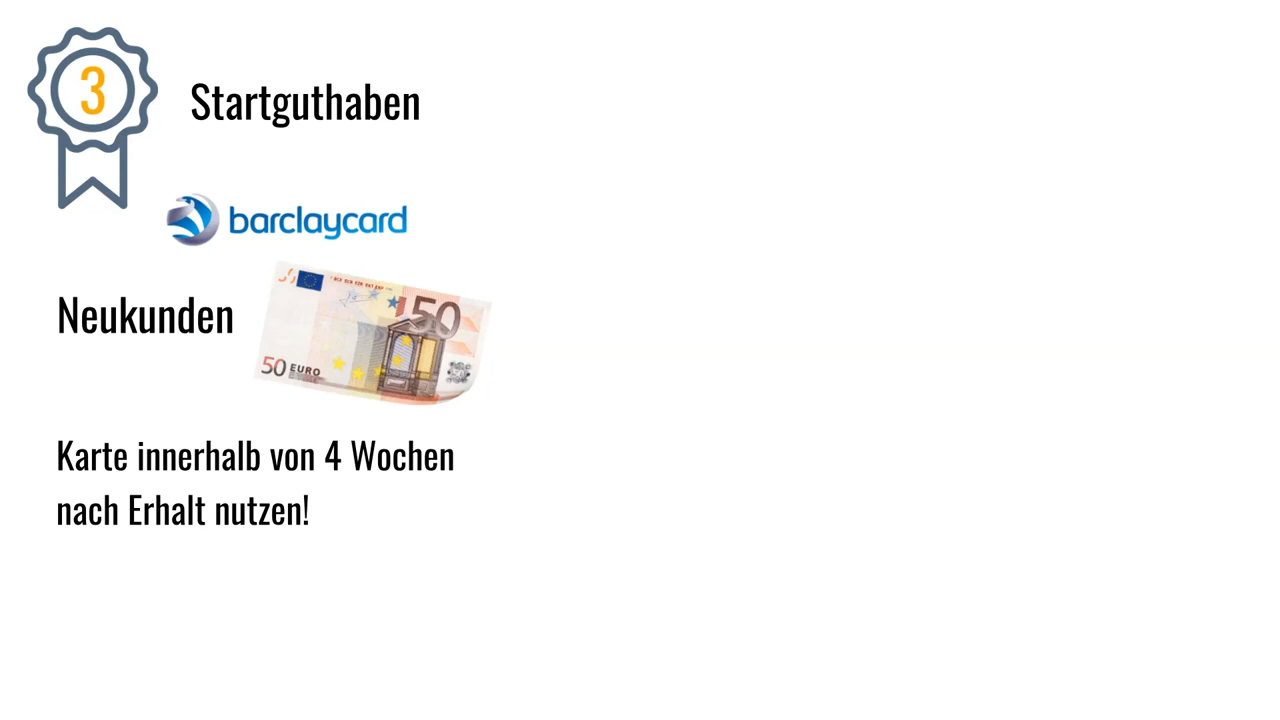 3
Startguthaben
barclaycard
Neukunden
50
50 EURO
Karte innerhalb von 4 Wochen
nach Erhalt nutzen!